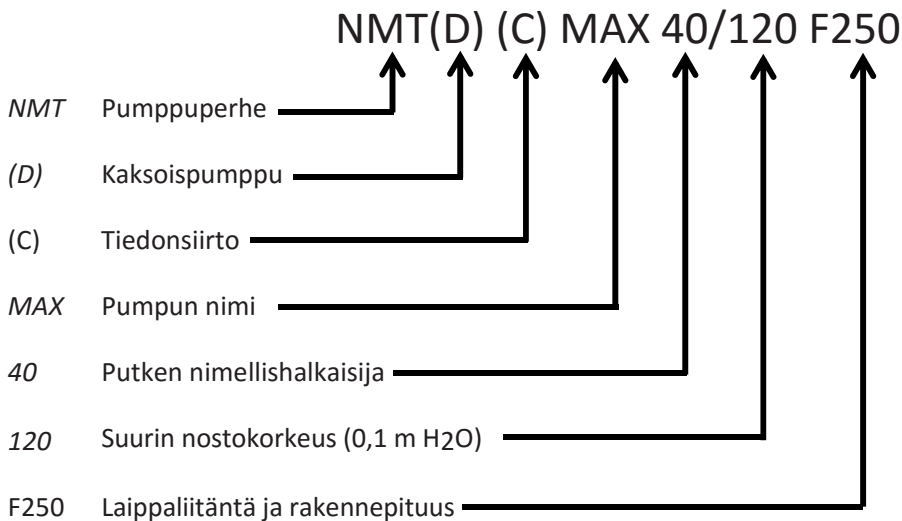 NMT(D) (C) MAX 40/120 F250
NMT Pumppuperhe
(D) Kaksoispumppu
(C) Tiedonsiirto
MAX Pumpun nimi
40 Putken nimellishalkaisija
120 Suurin nostokorkeus (0,1 m H2O)
F250 Laippaliitäntä ja rakennepituus